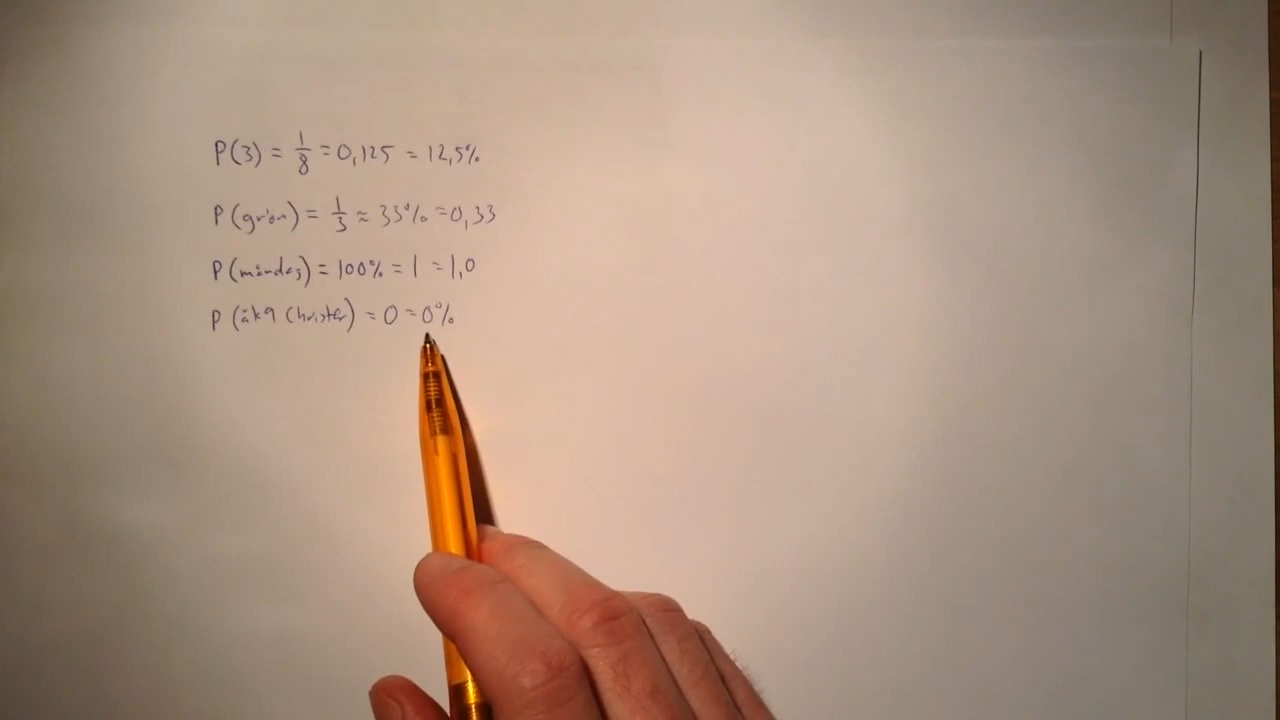 P(3) = 1/8 = 0,125 = 12,5%
P(grön) = 1/3 ≈ 33% = 0,33
P(måndag) = 100% = 1 = 1,0
P(åka Christer) = 0 = 0%